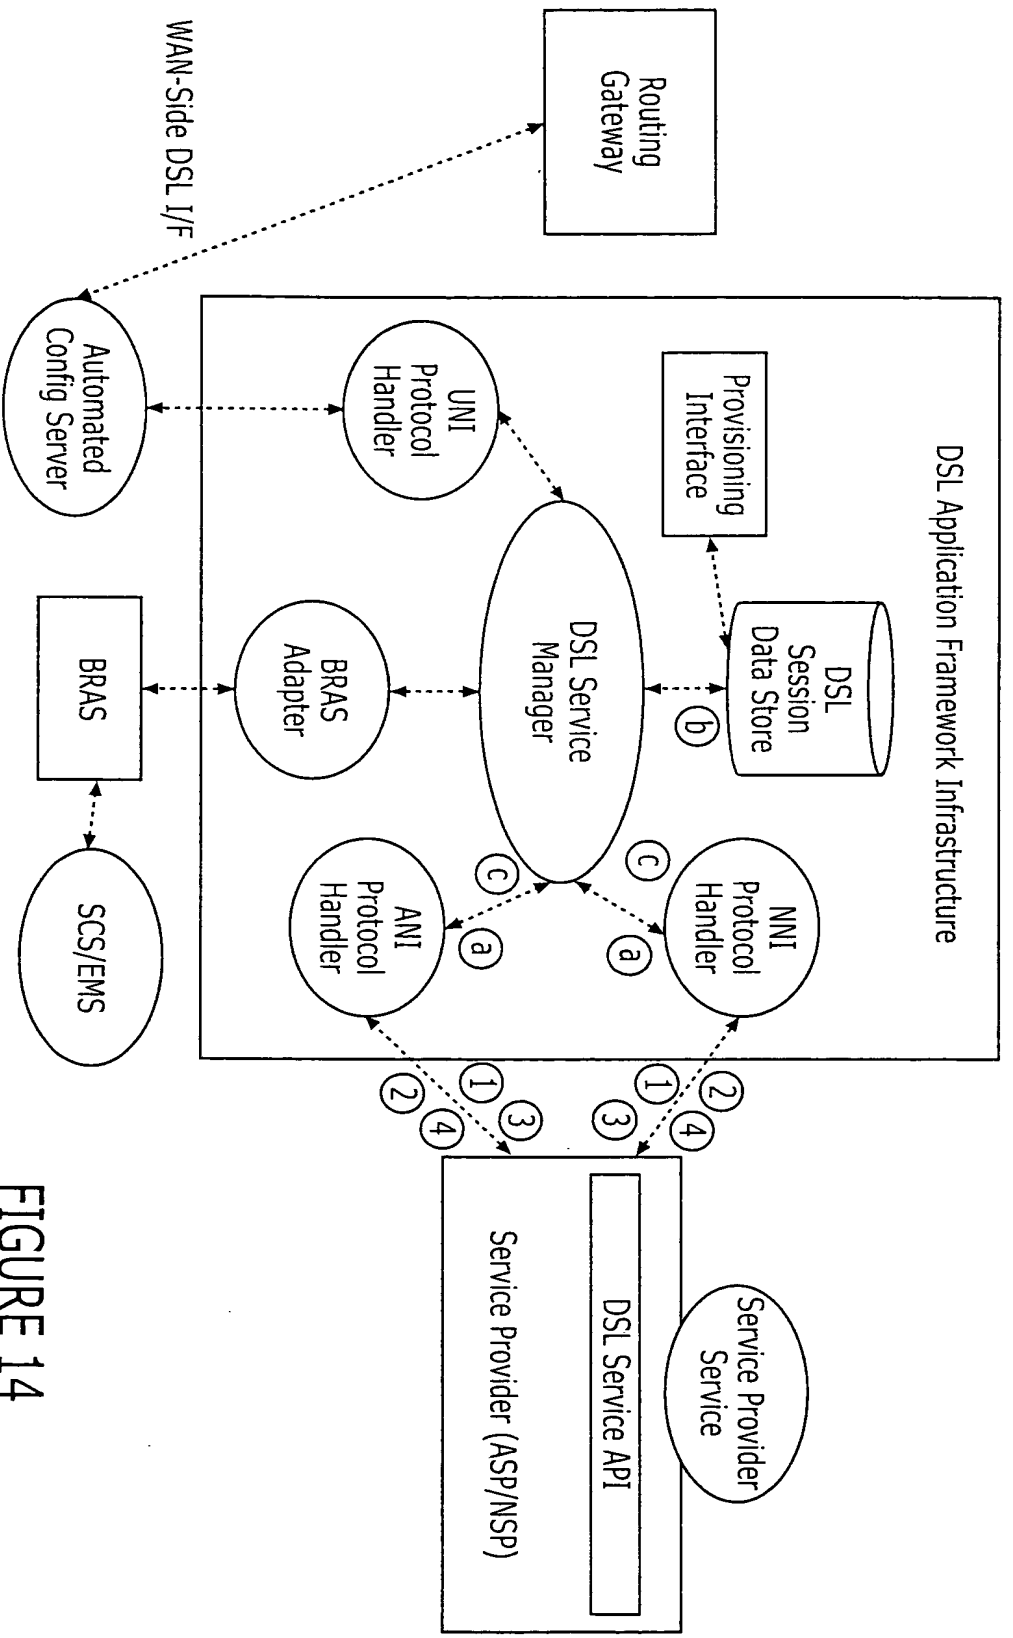 DSL Application Framework Infrastructure
Routing
Gateway
WAN-Side DSL I/F
Provisioning
Interface
DSL
Session
Data Store
b
UNI
Protocol
Handler
DSL Service
Manager
NNI
Protocol
Handler
c
a
c
a
ANI
Protocol
Handler
BRAS
Adapter
Automated
Config Server
BRAS
SCS/EMS
2
4
1
3
1
3
2
4
Service Provider
Service
DSL Service API
Service Provider (ASP/NSP)
FIGURE 14